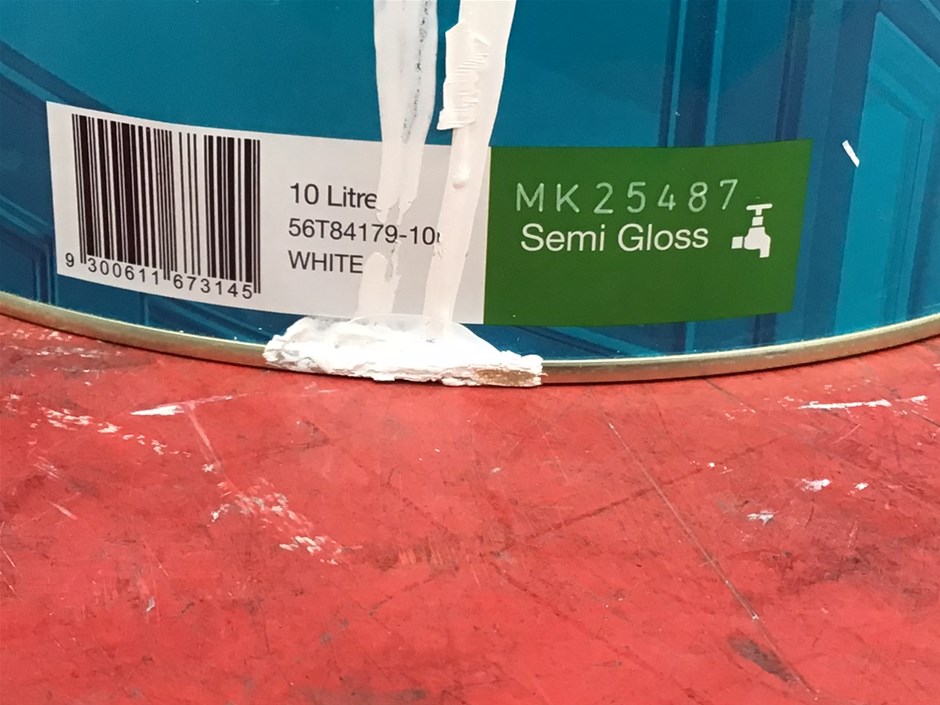 10 Litre
56T84179-10
WHITE
9 300611 673145
MK25487
Semi Gloss